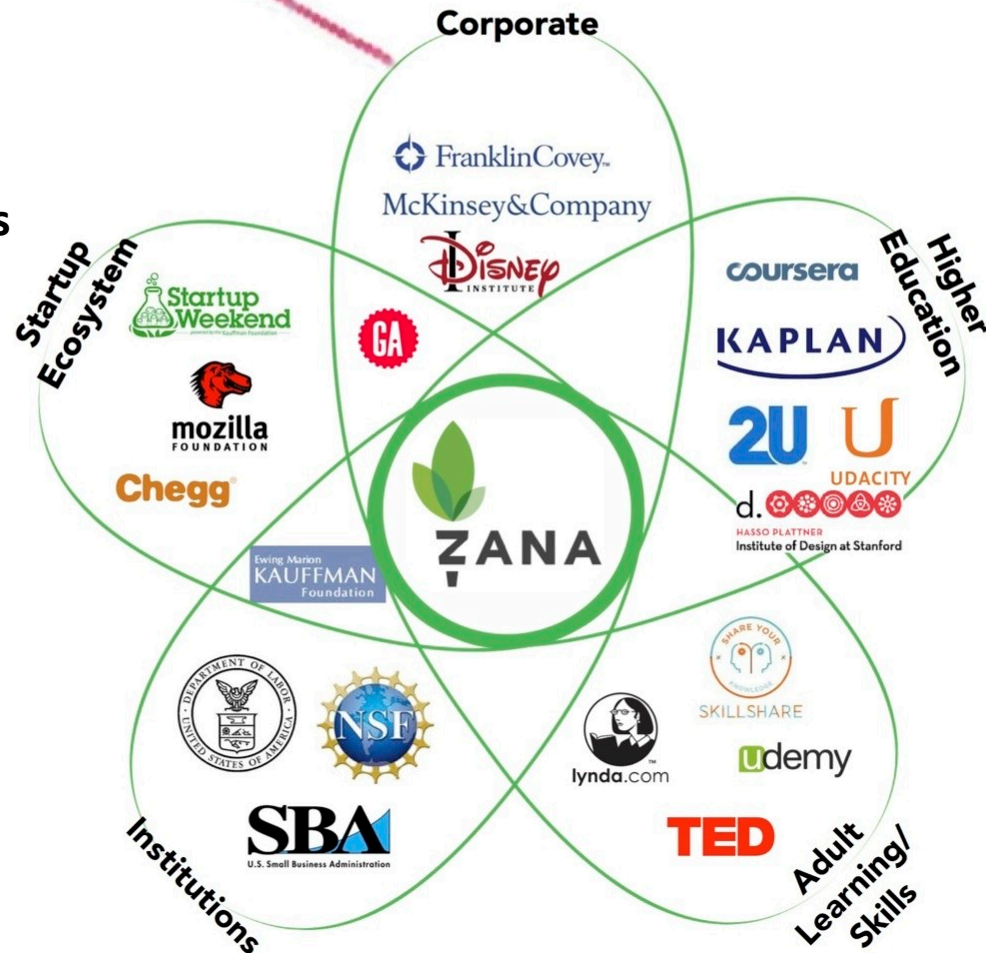 Corporate
FranklinCovey™
McKinsey&Company
DISNEY
INSTITUTE
GA
s
Startup
Ecosystem
Startup
Weekend
mozilla
FOUNDATION
Chegg®
Higher
Education
coursera
KAPLAN
2U
U
UDACITY
d.
HASSO PLATTNER
Institute of Design at Stanford
ZANA
Ewing Marion
KAUFFMAN
Foundation
DEPARTMENT OF LABOR
UNITED STATES OF AMERICA
NSF
SBA
U.S. Small Business Administration
Institutions
SHARE YOUR
KNOWLEDGE
SKILLSHARE
lynda.com™
udemy
TED
Adult
Learning/
Skills